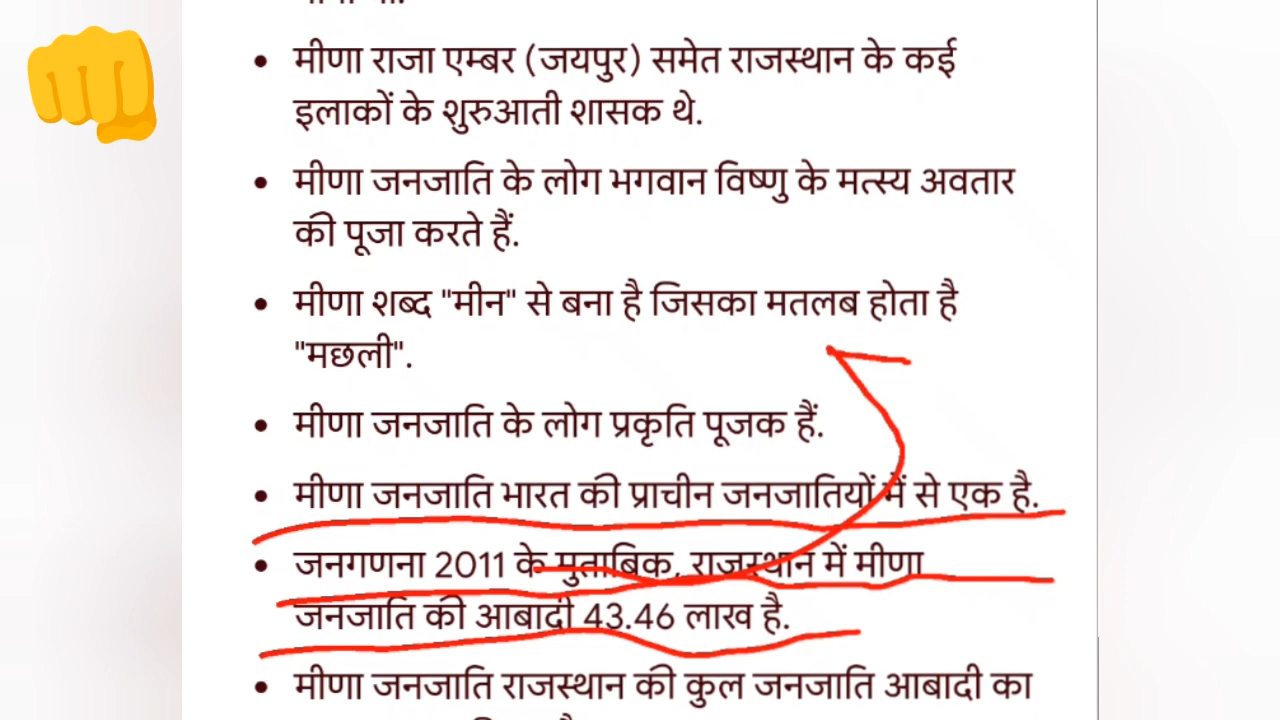 मीणा राजा एम्बर (जयपुर) समेत राजस्थान के कई
इलाकों के शुरुआती शासक थे.
मीणा जनजाति के लोग भगवान विष्णु के मत्स्य अवतार
की पूजा करते हैं.
मीणा शब्द "मीन" से बना है जिसका मतलब होता है
"मछली".
मीणा जनजाति के लोग प्रकृति पूजक हैं.
मीणा जनजाति भारत की प्राचीन जनजातियों में से एक है.
जनगणना 2011 के मुताबिक, राजस्थान में मीणा
जनजाति की आबादी 43.46 लाख है.
मीणा जनजाति राजस्थान की कुल जनजाति आबादी का